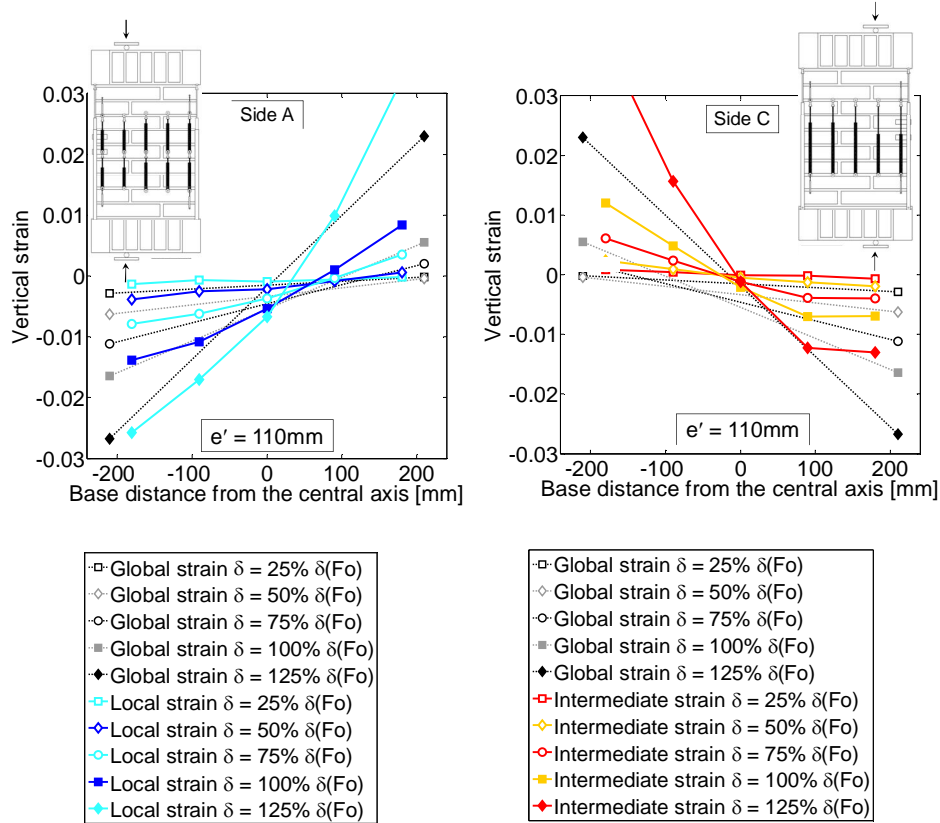 Side A
Vertical strain
0.03
0.02
0.01
0
-0.01
-0.02
-0.03
e′ = 110mm
-200 -100 0 100 200
Base distance from the central axis [mm]
Side C
Vertical strain
0.03
0.02
0.01
0
-0.01
-0.02
-0.03
e′ = 110mm
-200 -100 0 100 200
Base distance from the central axis [mm]
Global strain δ = 25% δ(Fo)
Global strain δ = 50% δ(Fo)
Global strain δ = 75% δ(Fo)
Global strain δ = 100% δ(Fo)
Global strain δ = 125% δ(Fo)
Local strain δ = 25% δ(Fo)
Local strain δ = 50% δ(Fo)
Local strain δ = 75% δ(Fo)
Local strain δ = 100% δ(Fo)
Local strain δ = 125% δ(Fo)
Global strain δ = 25% δ(Fo)
Global strain δ = 50% δ(Fo)
Global strain δ = 75% δ(Fo)
Global strain δ = 100% δ(Fo)
Global strain δ = 125% δ(Fo)
Intermediate strain δ = 25% δ(Fo)
Intermediate strain δ = 50% δ(Fo)
Intermediate strain δ = 75% δ(Fo)
Intermediate strain δ = 100% δ(Fo)
Intermediate strain δ = 125% δ(Fo)